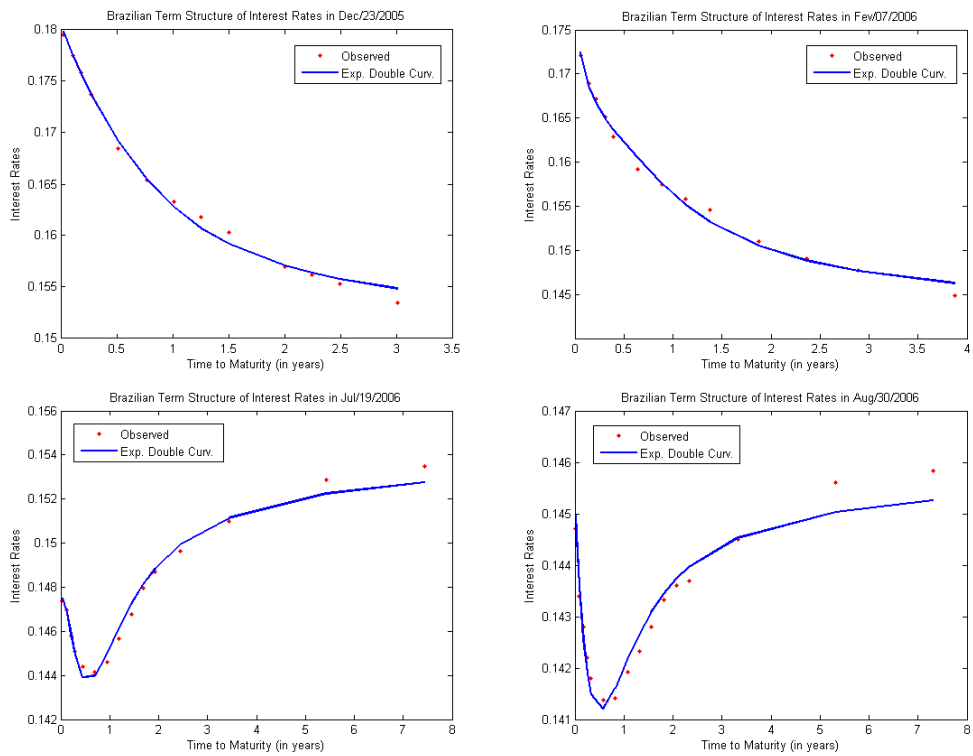 Brazilian Term Structure of Interest Rates in Dec/23/2005
Interest Rates
0.18
0.175
0.17
0.165
0.16
0.155
0.15
Observed
Exp. Double Curv.
0 0.5 1 1.5 2 2.5 3 3.5
Time to Maturity (in years)
Brazilian Term Structure of Interest Rates in Few/07/2006
Interest Rates
0.175
0.17
0.165
0.16
0.155
0.15
0.145
Observed
Exp. Double Curv.
0 0.5 1 1.5 2 2.5 3 3.5 4
Time to Maturity (in years)
Brazilian Term Structure of Interest Rates in Jul/19/2006
Interest Rates
0.156
0.154
0.152
0.15
0.148
0.146
0.144
0.142
Observed
Exp. Double Curv.
0 1 2 3 4 5 6 7 8
Time to Maturity (in years)
Brazilian Term Structure of Interest Rates in Aug/30/2006
Interest Rates
0.147
0.146
0.145
0.144
0.143
0.142
0.141
Observed
Exp. Double Curv.
0 1 2 3 4 5 6 7 8
Time to Maturity (in years)